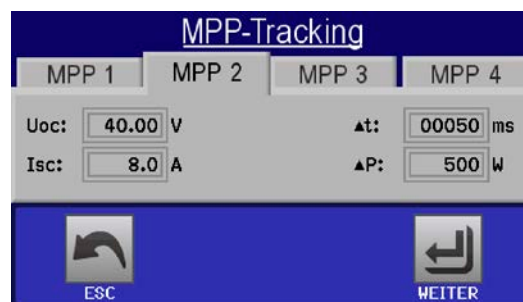 MPP-Tracking
MPP 1 MPP 2 MPP 3 MPP 4
Uoc: 40.00 V ▲t: 00050 ms
Isc: 8.0 A ▲P: 500 W
ESC WEITER